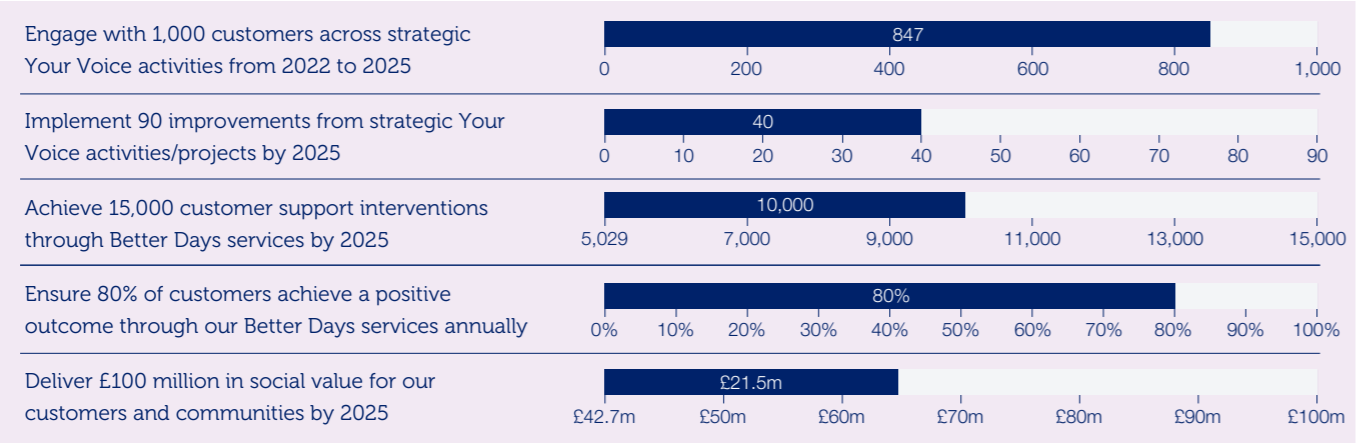 Engage with 1,000 customers across strategic
Your Voice activities from 2022 to 2025
847
0 200 400 600 800 1,000
Implement 90 improvements from strategic Your
Voice activities/projects by 2025
40
0 10 20 30 40 50 60 70 80 90
Achieve 15,000 customer support interventions
through Better Days services by 2025
10,000
5,029 7,000 9,000 11,000 13,000 15,000
Ensure 80% of customers achieve a positive
outcome through our Better Days services annually
80%
0% 10% 20% 30% 40% 50% 60% 70% 80% 90% 100%
Deliver £100 million in social value for our
customers and communities by 2025
£21.5m
£42.7m £50m £60m £70m £80m £90m £100m